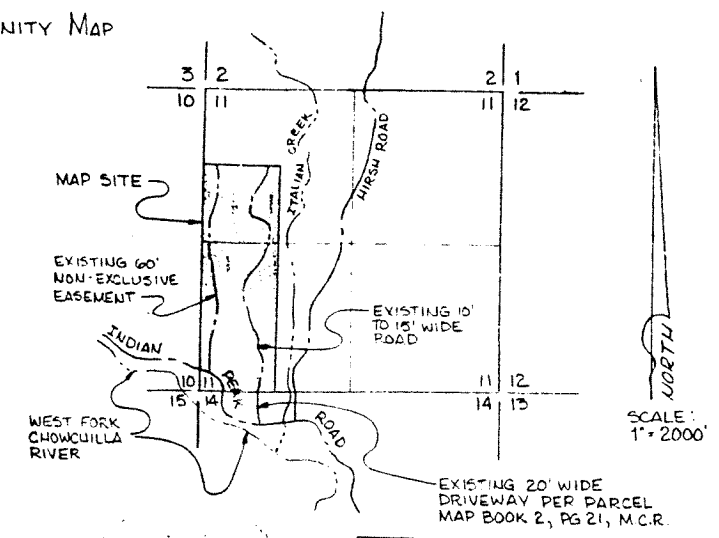 NITY MAP
3 2
10 11
2 1
11 12
ITALIAN CREEK
HIRSH ROAD
MAP SITE
EXISTING 60'
NON-EXCLUSIVE
EASEMENT
EXISTING 10'
TO 15' WIDE
ROAD
INDIAN PEAK ROAD
10 11
15 14
11 12
14 13
WEST FORK
CHOWCHILLA
RIVER
NORTH
SCALE:
1"=2000'
EXISTING 20' WIDE
DRIVEWAY PER PARCEL
MAP BOOK 2, PG 21, M.C.R.